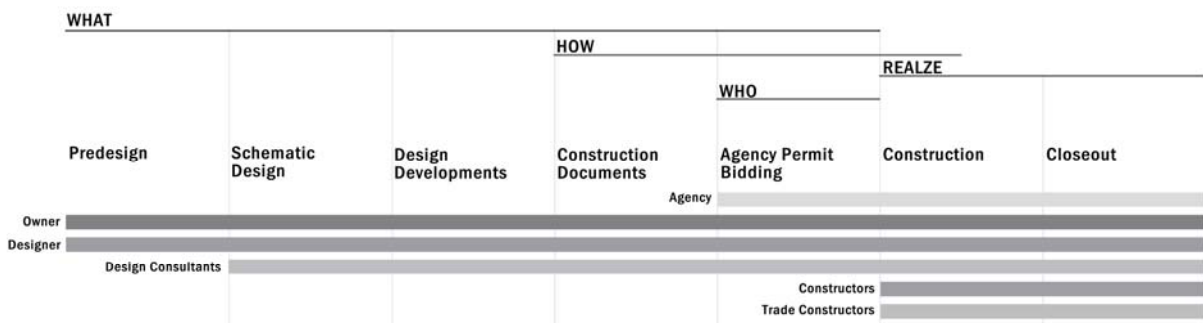 WHAT
HOW
REALZE
WHO
Predesign
Schematic
Design
Design
Developments
Construction
Documents
Agency Permit
Bidding
Construction
Closeout
Agency
Owner
Designer
Design Consultants
Constructors
Trade Constructors